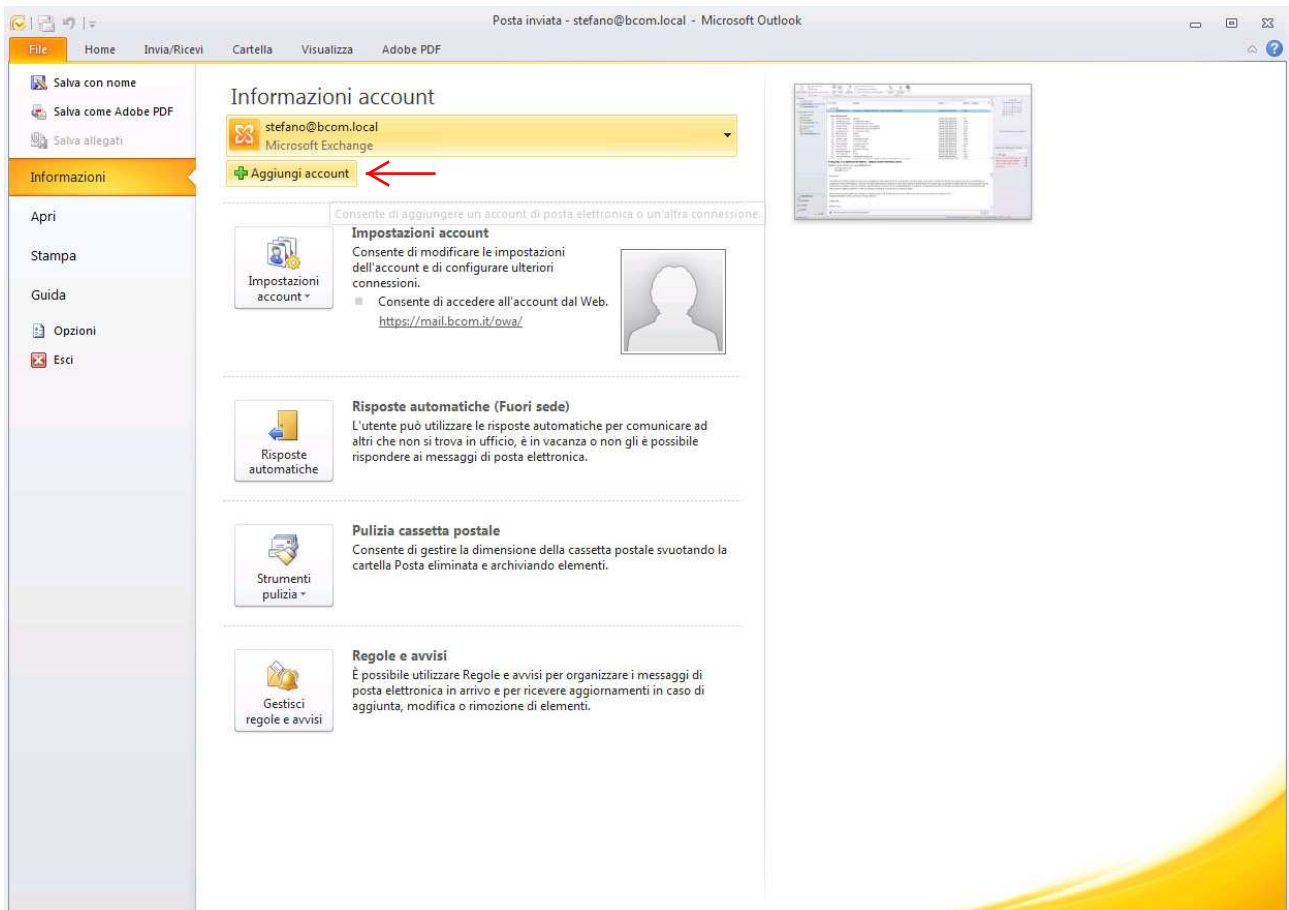 Posta inviata - stefano@bcom.local - Microsoft Outlook
File Home Invia/Ricevi Cartella Visualizza Adobe PDF
Salva con nome
Salva come Adobe PDF
Salva allegati
Informazioni
Apri
Stampa
Guida
Opzioni
Esci
Informazioni account
stefano@bcom.local
Microsoft Exchange
Aggiungi account
Consente di aggiungere un account di posta elettronica o un'altra connessione.
Impostazioni
account
Impostazioni account
Consente di modificare le impostazioni
dell'account e di configurare ulteriori
connessioni.
Consente di accedere all'account dal Web.
https://mail.bcom.it/owa/
Risposte
automatiche
Risposte automatiche (Fuori sede)
L'utente può utilizzare le risposte automatiche per comunicare ad
altri che non si trova in ufficio, è in vacanza o non gli è possibile
rispondere ai messaggi di posta elettronica.
Strumenti
pulizia
Pulizia cassetta postale
Consente di gestire la dimensione della cassetta postale svuotando la
cartella Posta eliminata e archiviando elementi.
Gestisci
regole e avvisi
Regole e avvisi
È possibile utilizzare Regole e avvisi per organizzare i messaggi di
posta elettronica in arrivo e per ricevere aggiornamenti in caso di
aggiunta, modifica o rimozione di elementi.